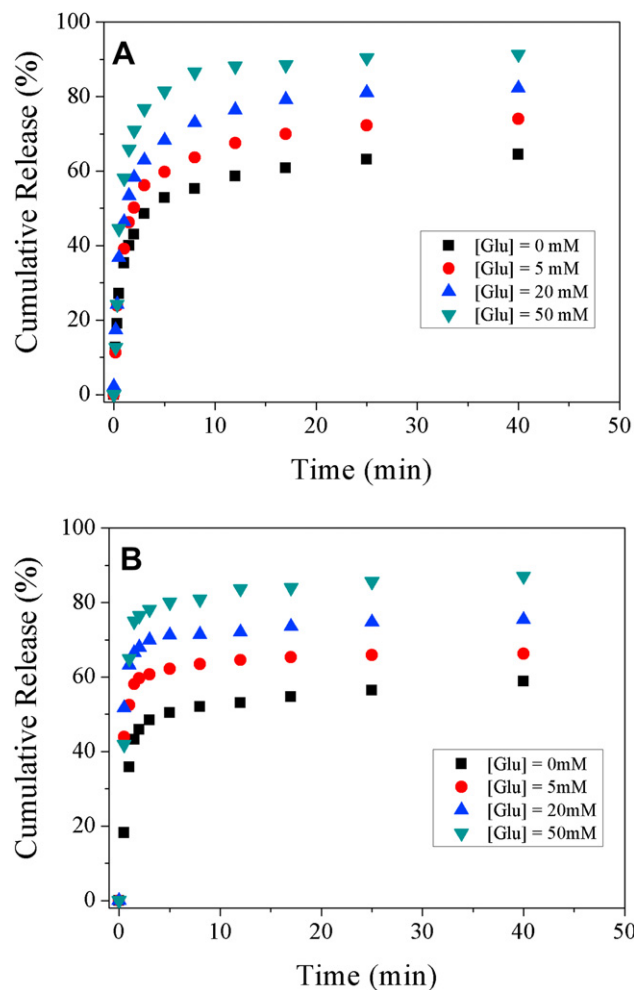 A
Cumulative Release (%)
100
80
60
40
20
0
[Glu] = 0 mM
[Glu] = 5 mM
[Glu] = 20 mM
[Glu] = 50 mM
0 10 20 30 40 50
Time (min)
B
Cumulative Release (%)
100
80
60
40
20
0
[Glu] = 0mM
[Glu] = 5mM
[Glu] = 20mM
[Glu] = 50mM
0 10 20 30 40 50
Time (min)